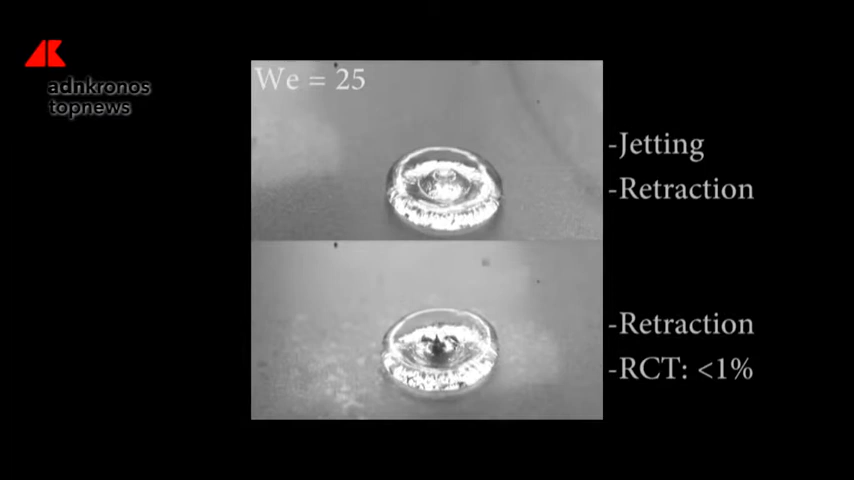 adnkronos
topnews
We = 25
-Jetting
-Retraction
-Retraction
-RCT: <1%